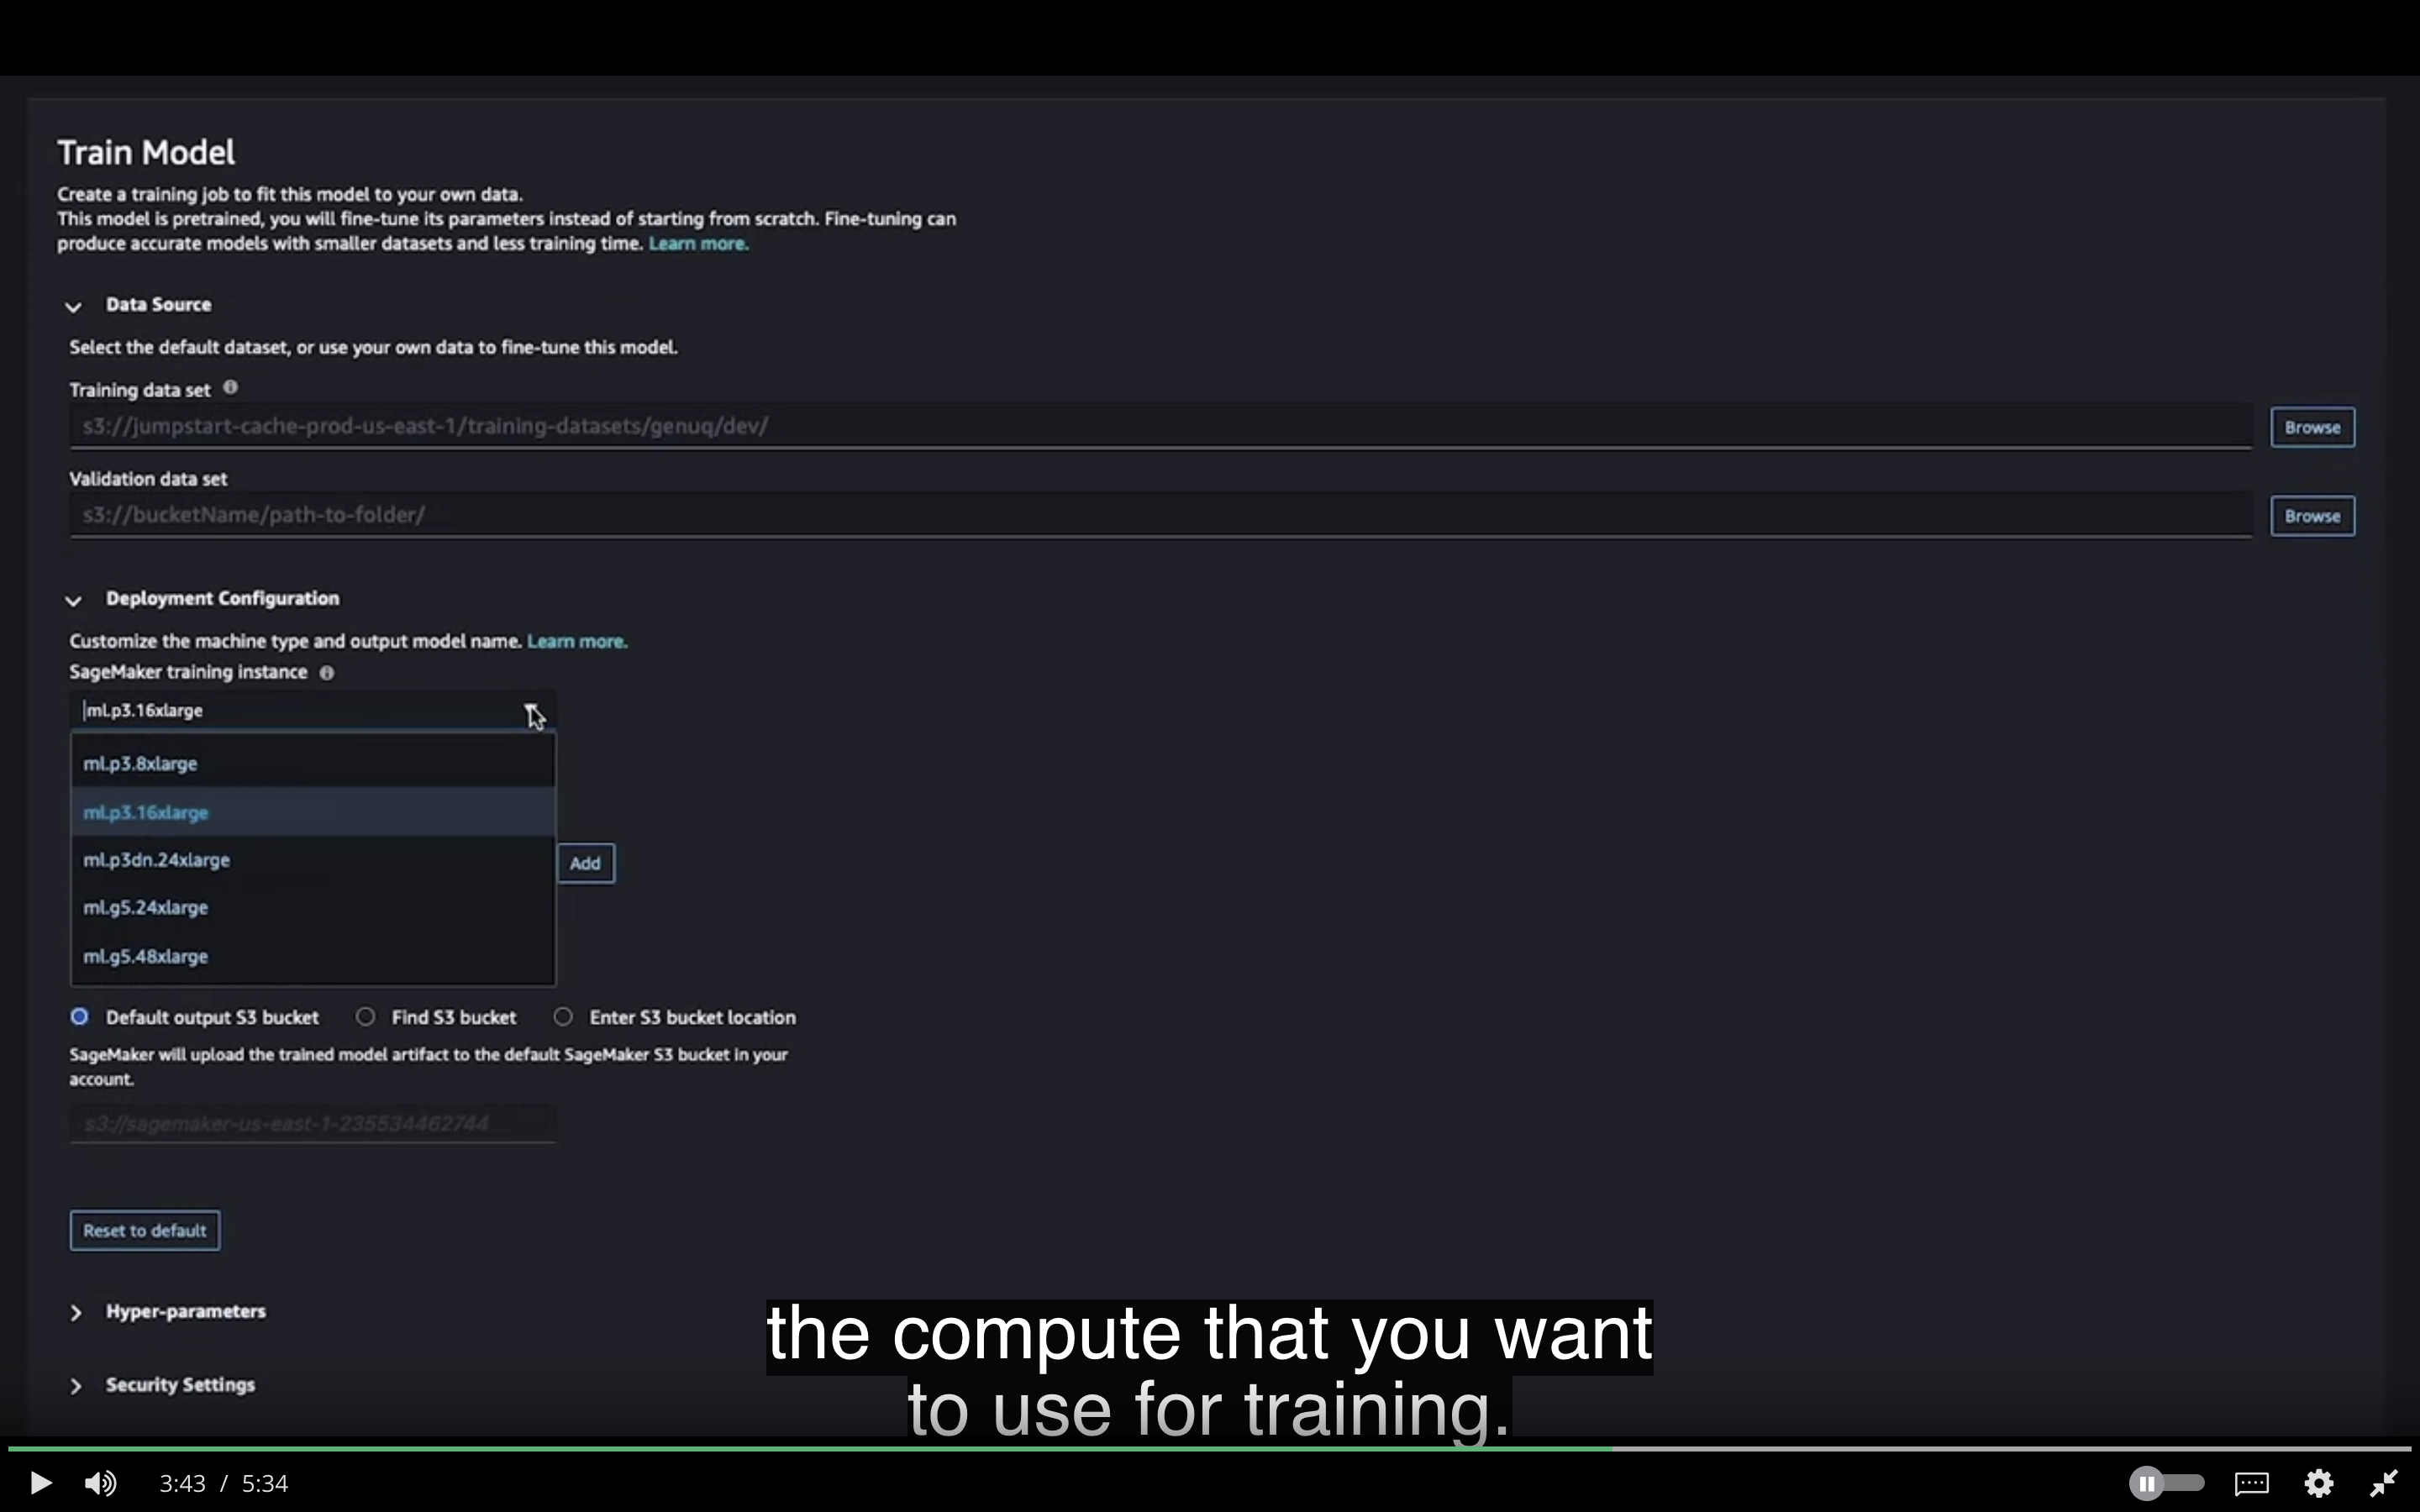 Train Model
Create a training job to fit this model to your own data.
This model is pretrained, you will fine-tune its parameters instead of starting from scratch. Fine-tuning can
produce accurate models with smaller datasets and less training time. Learn more.
Data Source
Select the default dataset, or use your own data to fine-tune this model.
Training data set
s3://jumpstart-cache-prod-us-east-1/training-datasets/genuq/dev/
Browse
Validation data set
s3://bucketName/path-to-folder/
Browse
Deployment Configuration
Customize the machine type and output model name. Learn more.
SageMaker training instance
ml.p3.16xlarge
ml.p3.8xlarge
ml.p3.16xlarge
ml.p3dn.24xlarge
Add
ml.g5.24xlarge
ml.g5.48xlarge
Default output S3 bucket Find S3 bucket Enter S3 bucket location
SageMaker will upload the trained model artifact to the default SageMaker S3 bucket in your
account.
s3://sagemaker-us-east-1-235534462744
Reset to default
Hyper-parameters
Security Settings
the compute that you want
to use for training.
3:43 / 5:34